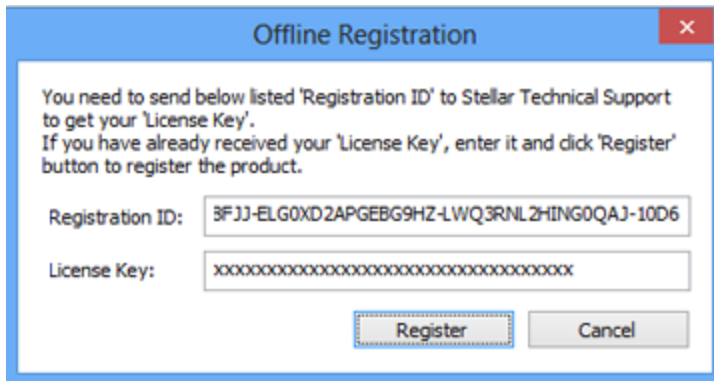 Offline Registration
You need to send below listed 'Registration ID' to Stellar Technical Support
to get your 'License Key'.
If you have already received your 'License Key', enter it and click 'Register'
button to register the product.
Registration ID: 3FJJ-ELG0XD2APGEBG9HZ-LWQ3RNL2HING0QAJ-10D6
License Key: xxxxxxxxxxxxxxxxxxxxxxxxxxxxxxxxxx
Register Cancel